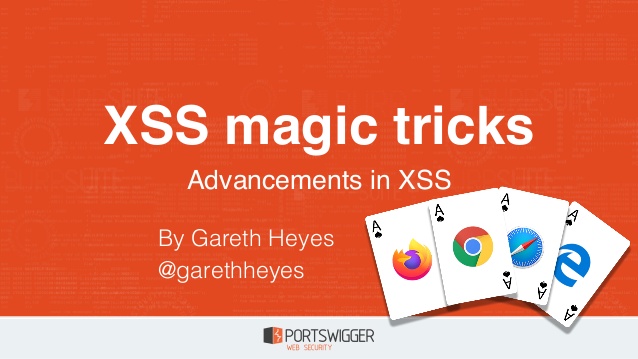 XSS magic tricks
Advancements in XSS
By Gareth Heyes
@garethheyes
A
A
A
A
A
A
A
A
PORTSWIGGER
WEB SECURITY